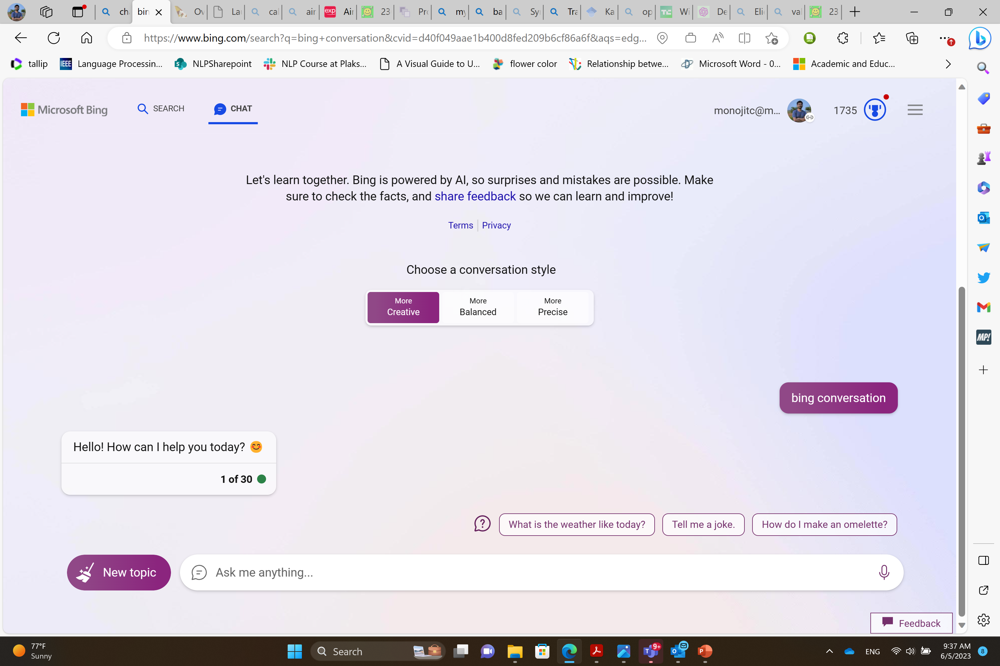 ch
bin
Ov
La
cal
air
exp Air
23
Pro
my
ba
Syn
Tra
Ka
op
TC Wi
De
Eli
val
23
https://www.bing.com/search?q=bing+conversation&cvid=d40f049aae1b400d8fed209b6cf86a6f&aqs=edg...
tallip
IEEE Language Processin...
NLPSharepoint
NLP Course at Plaks...
A Visual Guide to U...
flower color
Relationship betwe...
Microsoft Word - 0...
Academic and Educ...
Microsoft Bing
SEARCH
CHAT
monojitc@m...
1735
Let's learn together. Bing is powered by AI, so surprises and mistakes are possible. Make
sure to check the facts, and share feedback so we can learn and improve!
Terms
Privacy
Choose a conversation style
More
Creative
More
Balanced
More
Precise
MP!
bing conversation
Hello! How can I help you today? 😊
1 of 30
What is the weather like today?
Tell me a joke.
How do I make an omelette?
New topic
Ask me anything...
Feedback
77°F
Sunny
Search
9+
ENG
9:37 AM
6/5/2023
8